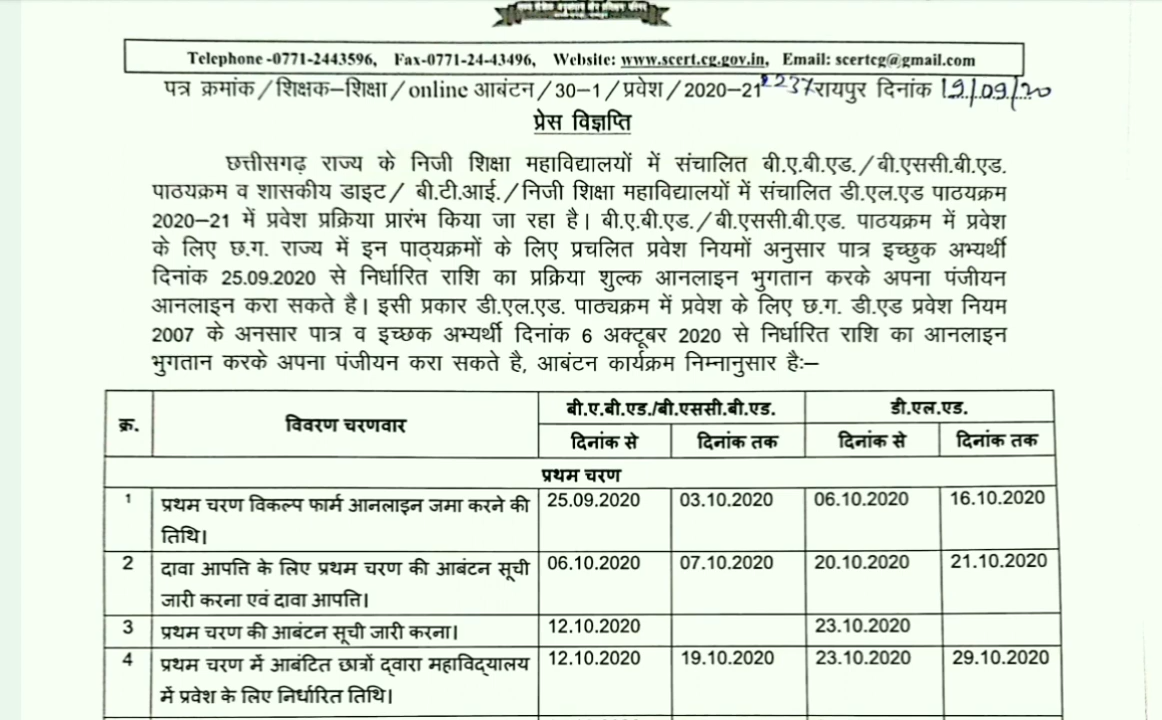 Telephone -0771-2443596, Fax-0771-24-43496, Website: www.scert.cg.gov.in, Email: scertcg@gmail.com
पत्र क्रमांक/शिक्षक–शिक्षा/online आबंटन/30–1/प्रवेश/2020–21 2237 रायपुर दिनांक 19/09/20
प्रेस विज्ञप्ति
छत्तीसगढ़ राज्य के निजी शिक्षा महाविद्यालयों में संचालित बी.ए.बी.एड./बी.एससी.बी.एड.
पाठयक्रम व शासकीय डाइट/ बी.टी.आई./निजी शिक्षा महाविद्यालयों में संचालित डी.एल.एड पाठयक्रम
2020–21 में प्रवेश प्रक्रिया प्रारंभ किया जा रहा है। बी.ए.बी.एड./बी.एससी.बी.एड. पाठयक्रम में प्रवेश
के लिए छ.ग. राज्य में इन पाठ्यक्रमों के लिए प्रचलित प्रवेश नियमों अनुसार पात्र इच्छुक अभ्यर्थी
दिनांक 25.09.2020 से निर्धारित राशि का प्रक्रिया शुल्क आनलाइन भुगतान करके अपना पंजीयन
आनलाइन करा सकते है। इसी प्रकार डी.एल.एड. पाठ्यक्रम में प्रवेश के लिए छ.ग. डी.एड प्रवेश नियम
2007 के अनसार पात्र व इच्छक अभ्यर्थी दिनांक 6 अक्टूबर 2020 से निर्धारित राशि का आनलाइन
भुगतान करके अपना पंजीयन करा सकते है, आबंटन कार्यक्रम निम्नानुसार हैः–
क्र. विवरण चरणवार बी.ए.बी.एड./बी.एससी.बी.एड. डी.एल.एड.
दिनांक से दिनांक तक दिनांक से दिनांक तक
प्रथम चरण
1 प्रथम चरण विकल्प फार्म आनलाइन जमा करने की 25.09.2020 03.10.2020 06.10.2020 16.10.2020
तिथि।
2 दावा आपत्ति के लिए प्रथम चरण की आबंटन सूची 06.10.2020 07.10.2020 20.10.2020 21.10.2020
जारी करना एवं दावा आपत्ति।
3 प्रथम चरण की आबंटन सूची जारी करना। 12.10.2020 23.10.2020
4 प्रथम चरण में आबंटित छात्रों द्वारा महाविद्यालय 12.10.2020 19.10.2020 23.10.2020 29.10.2020
में प्रवेश के लिए निर्धारित तिथि।